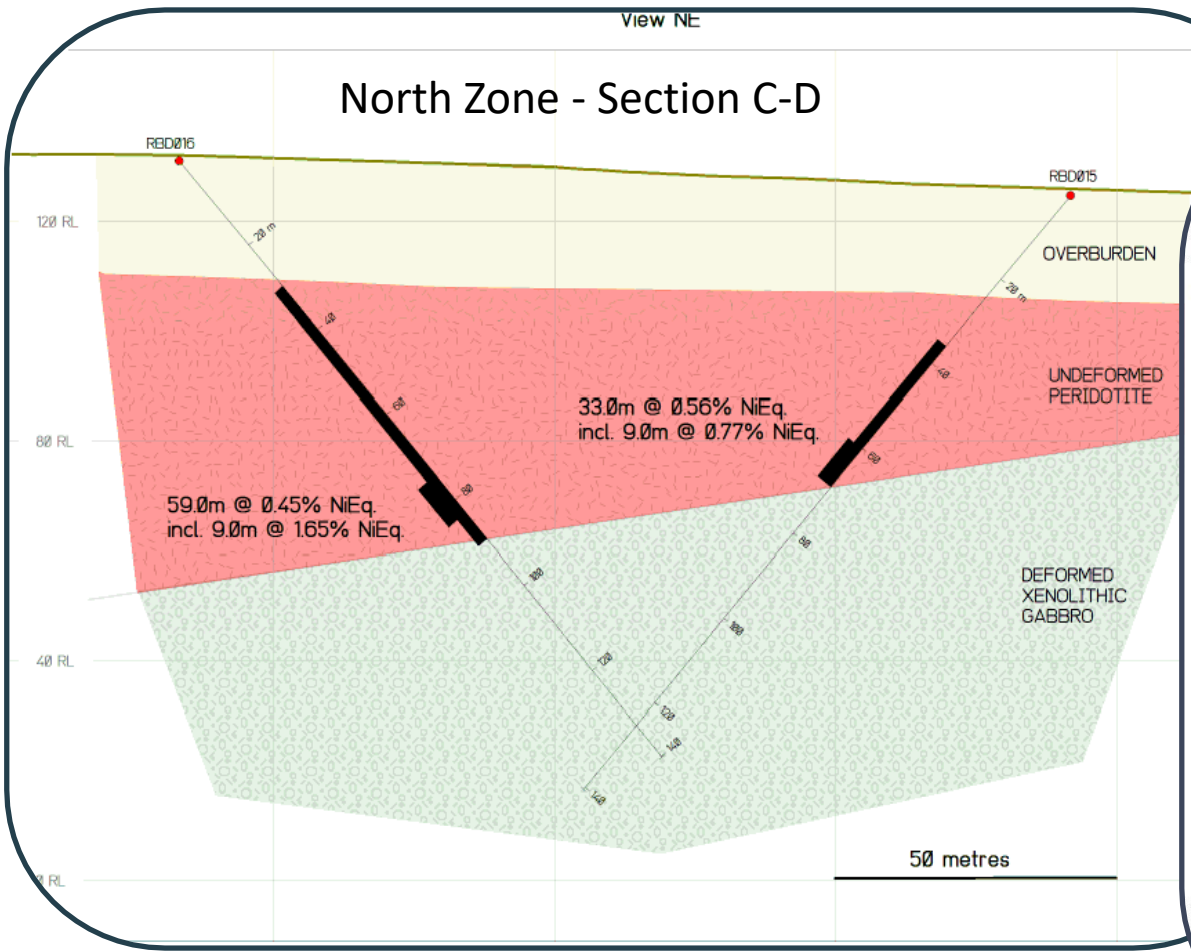 View NE
North Zone - Section C-D
RBD016
RBD015
120 RL
20 m
OVERBURDEN
20 m
40
UNDEFORMED
PERIDOTITE
40
60
33.0m @ 0.56% NiEq.
incl. 9.0m @ 0.77% NiEq.
80 RL
60
80
59.0m @ 0.45% NiEq.
incl. 9.0m @ 1.65% NiEq.
80
100
DEFORMED
XENOLITHIC
GABBRO
100
40 RL
120
120
140
140
50 metres
0 RL